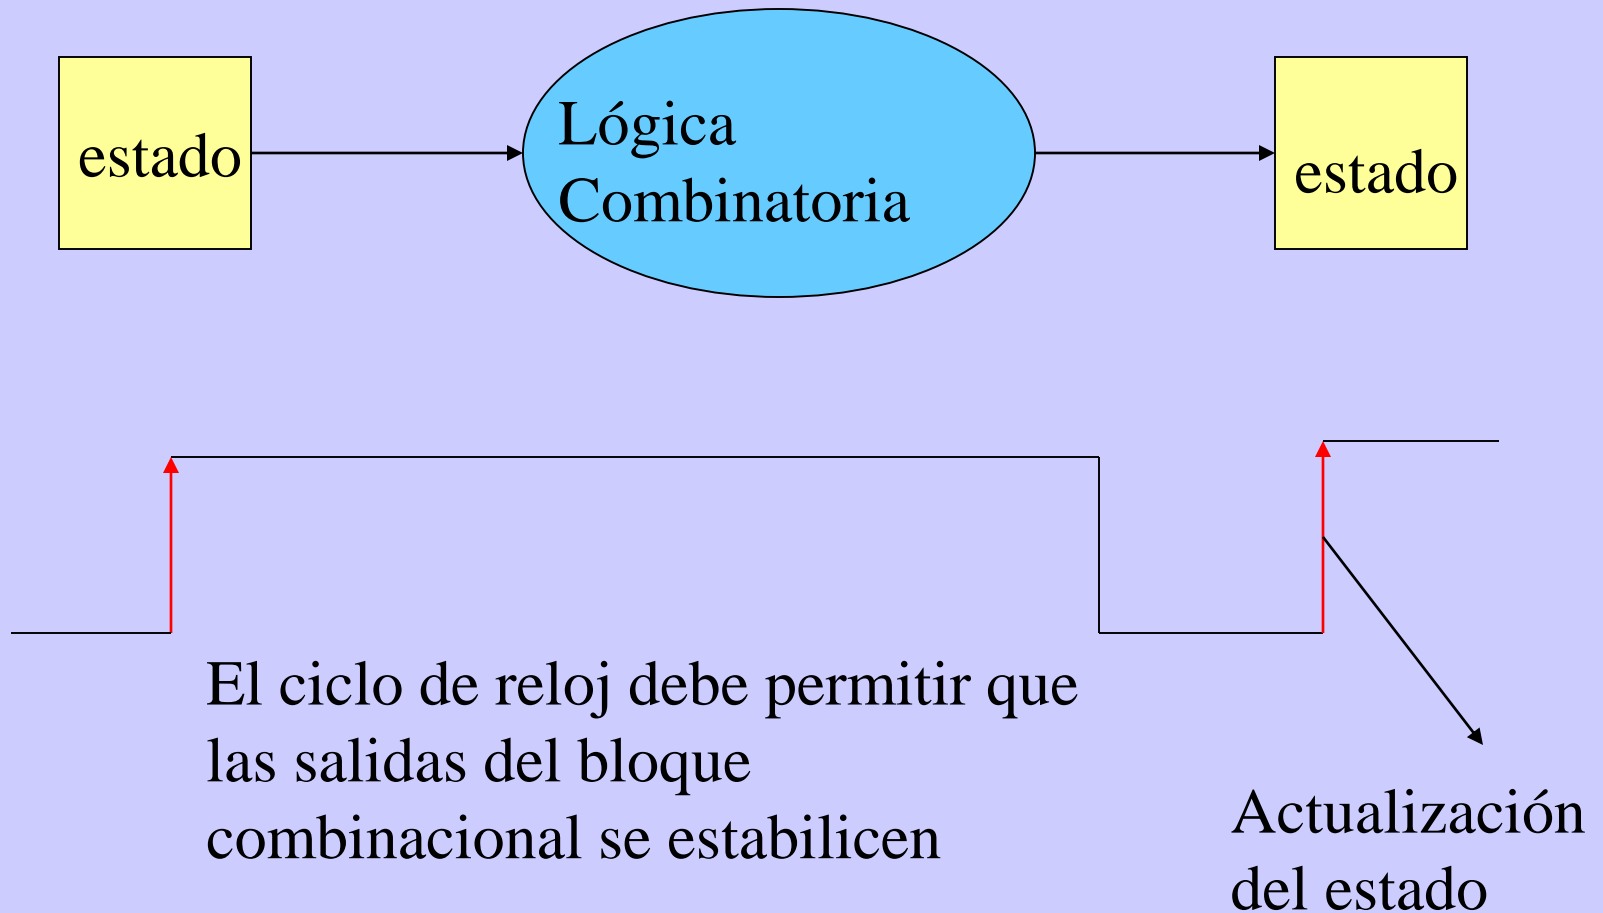 estado
Lógica
Combinatoria
estado
El ciclo de reloj debe permitir que
las salidas del bloque
combinacional se estabilicen
Actualización
del estado